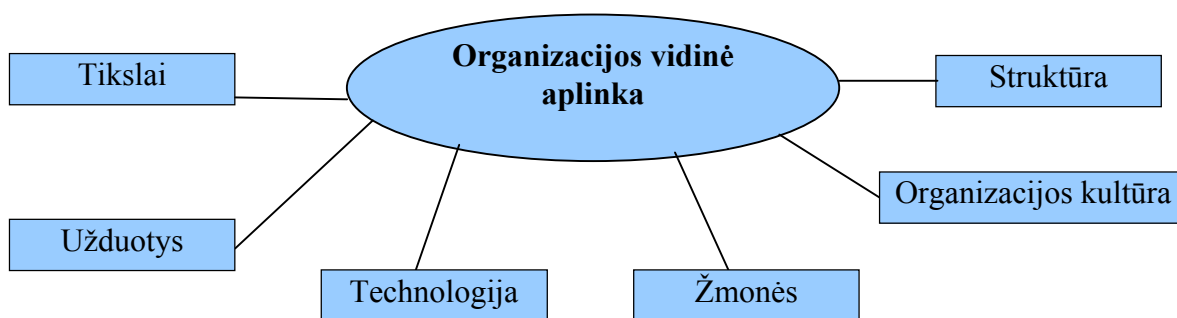 Organizacijos vidinė
aplinka
Tikslai
Struktūra
Organizacijos kultūra
Užduotys
Technologija
Žmonės